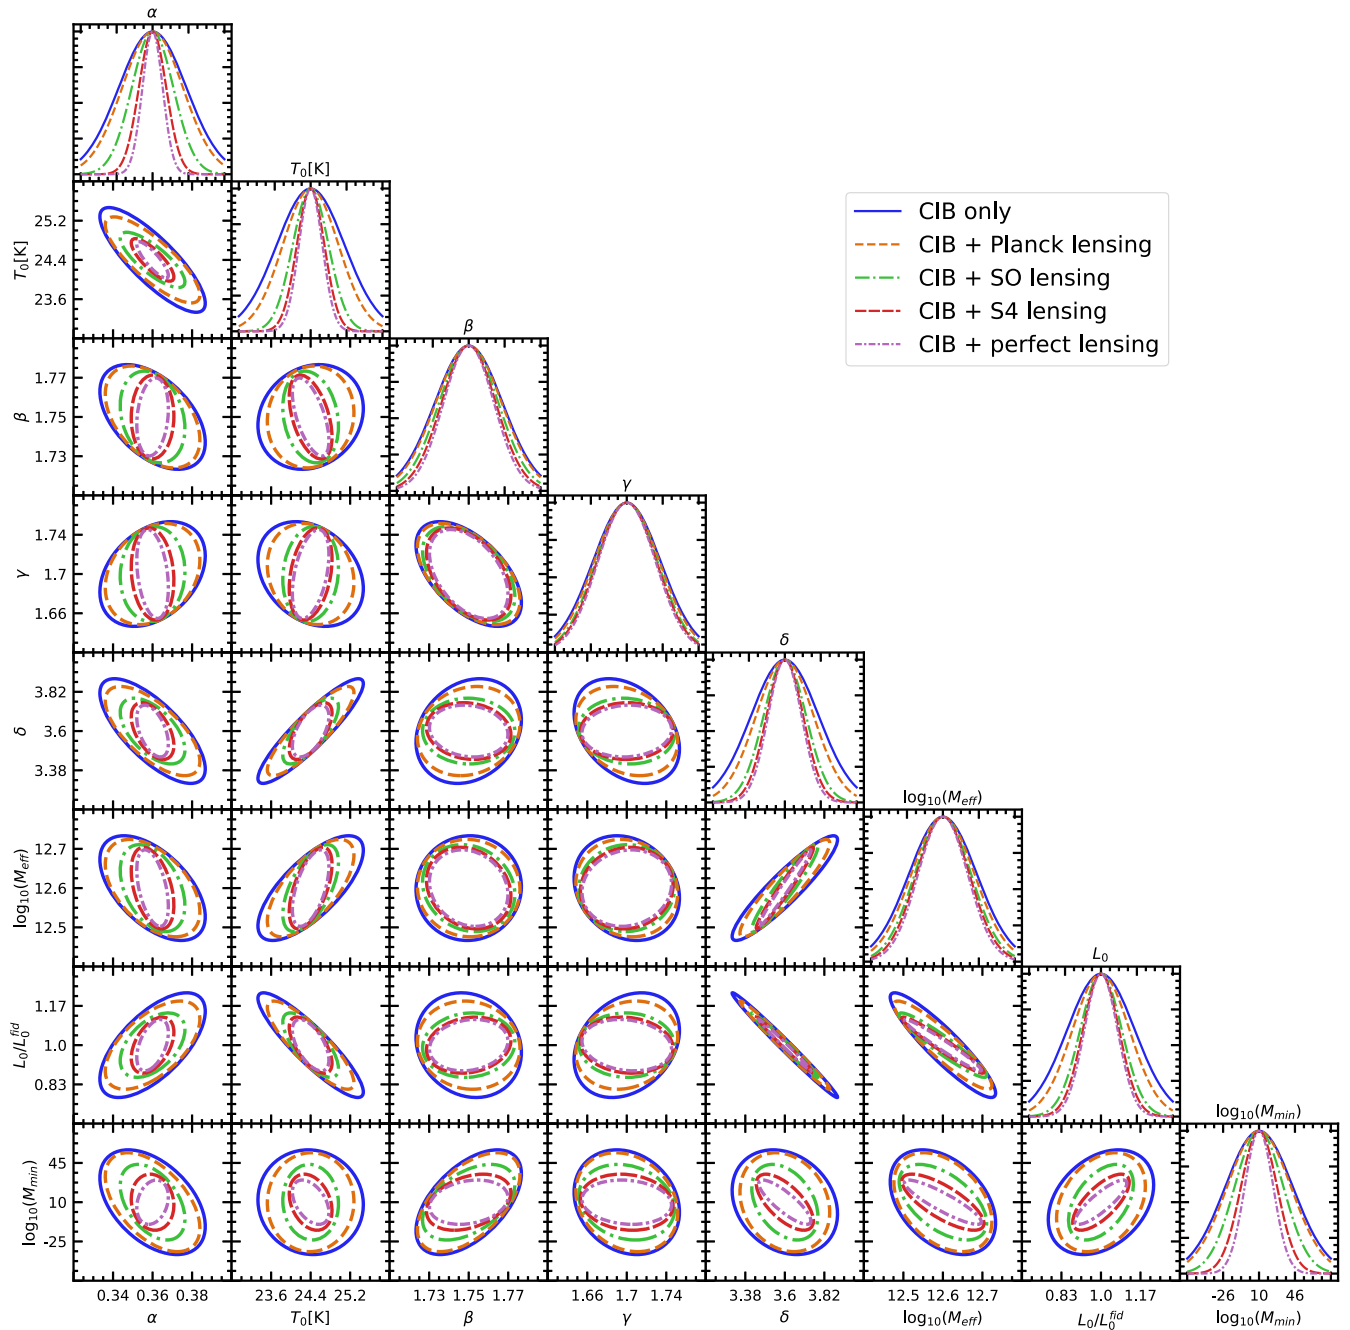 α
T₀[K]
CIB only
CIB + Planck lensing
CIB + SO lensing
CIB + S4 lensing
CIB + perfect lensing
25.2
24.4
23.6
T₀[K]
β
1.77
1.75
1.73
β
γ
1.74
1.7
1.66
γ
δ
3.82
3.6
3.38
δ
log₁₀(M_eff)
12.7
12.6
12.5
log₁₀(M_eff)
L₀
1.17
1.0
0.83
L₀/L₀^fid
log₁₀(M_min)
45
10
-25
log₁₀(M_min)
0.34 0.36 0.38 23.6 24.4 25.2 1.73 1.75 1.77 1.66 1.7 1.74 3.38 3.6 3.82 12.5 12.6 12.7 0.83 1.0 1.17 -26 10 46
α T₀[K] β γ δ log₁₀(M_eff) L₀/L₀^fid log₁₀(M_min)